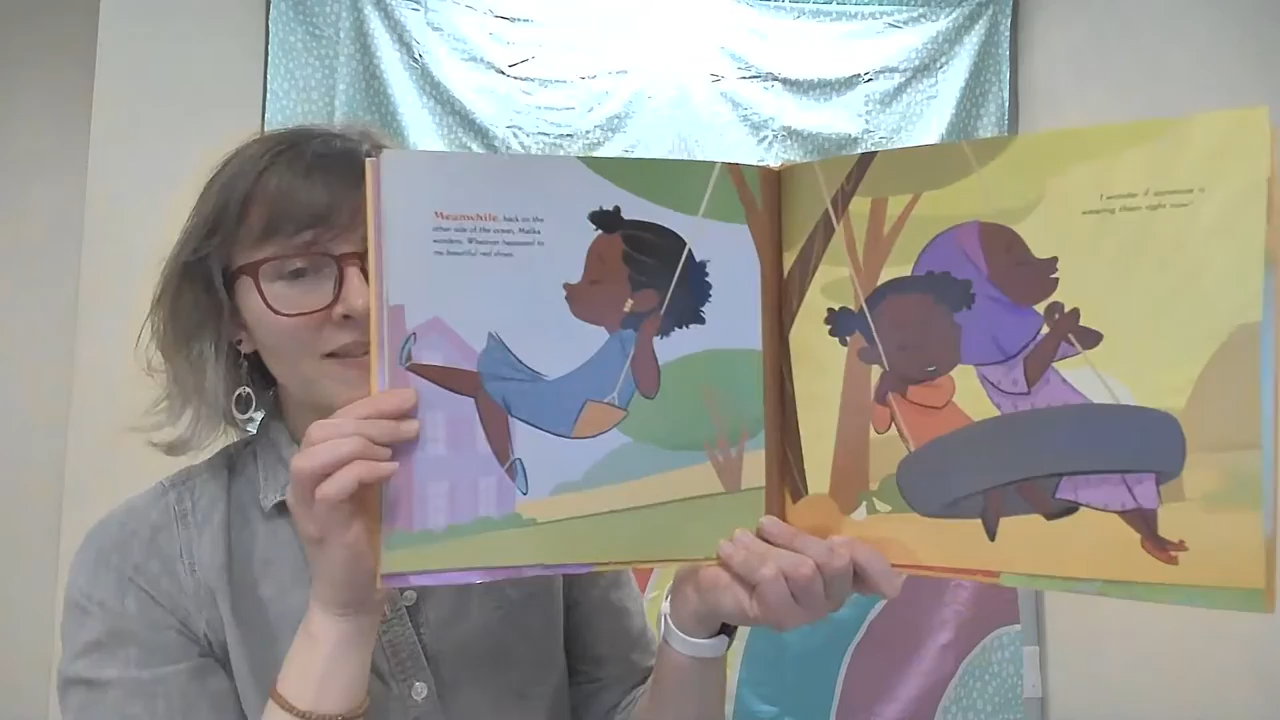 Meanwhile, back on the
other side of the ocean, Malika
wonders, Whatever happened to
my beautiful red shoes.
I wonder if someone is
wearing them right now?